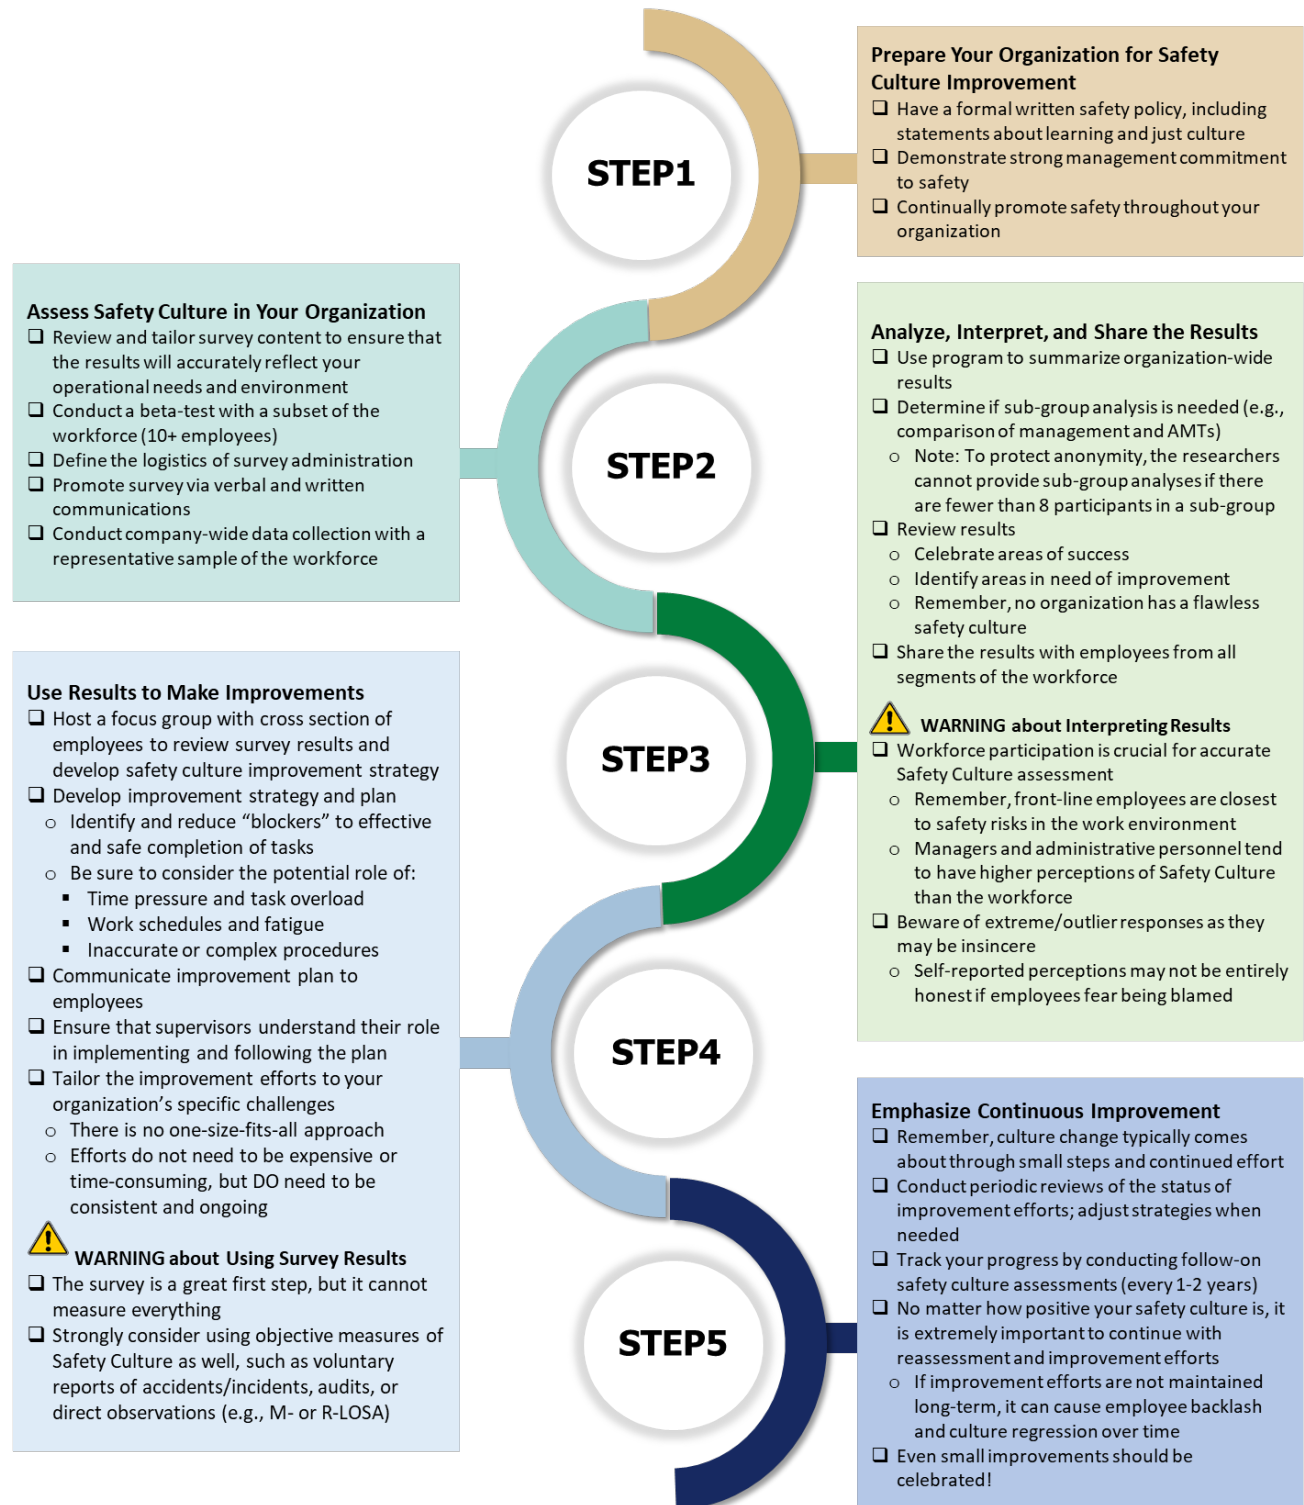 STEP1
Prepare Your Organization for Safety
Culture Improvement
❑ Have a formal written safety policy, including
statements about learning and just culture
❑ Demonstrate strong management commitment
to safety
❑ Continually promote safety throughout your
organization
STEP2
Assess Safety Culture in Your Organization
❑ Review and tailor survey content to ensure that
the results will accurately reflect your
operational needs and environment
❑ Conduct a beta-test with a subset of the
workforce (10+ employees)
❑ Define the logistics of survey administration
❑ Promote survey via verbal and written
communications
❑ Conduct company-wide data collection with a
representative sample of the workforce
STEP3
Analyze, Interpret, and Share the Results
❑ Use program to summarize organization-wide
results
❑ Determine if sub-group analysis is needed (e.g.,
comparison of management and AMTs)
o Note: To protect anonymity, the researchers
cannot provide sub-group analyses if there
are fewer than 8 participants in a sub-group
❑ Review results
o Celebrate areas of success
o Identify areas in need of improvement
o Remember, no organization has a flawless
safety culture
❑ Share the results with employees from all
segments of the workforce
WARNING about Interpreting Results
❑ Workforce participation is crucial for accurate
Safety Culture assessment
o Remember, front-line employees are closest
to safety risks in the work environment
o Managers and administrative personnel tend
to have higher perceptions of Safety Culture
than the workforce
❑ Beware of extreme/outlier responses as they
may be insincere
o Self-reported perceptions may not be entirely
honest if employees fear being blamed
STEP4
Use Results to Make Improvements
❑ Host a focus group with cross section of
employees to review survey results and
develop safety culture improvement strategy
❑ Develop improvement strategy and plan
o Identify and reduce “blockers” to effective
and safe completion of tasks
o Be sure to consider the potential role of:
▪ Time pressure and task overload
▪ Work schedules and fatigue
▪ Inaccurate or complex procedures
❑ Communicate improvement plan to
employees
❑ Ensure that supervisors understand their role
in implementing and following the plan
❑ Tailor the improvement efforts to your
organization’s specific challenges
o There is no one-size-fits-all approach
o Efforts do not need to be expensive or
time-consuming, but DO need to be
consistent and ongoing
WARNING about Using Survey Results
❑ The survey is a great first step, but it cannot
measure everything
❑ Strongly consider using objective measures of
Safety Culture as well, such as voluntary
reports of accidents/incidents, audits, or
direct observations (e.g., M- or R-LOSA)
STEP5
Emphasize Continuous Improvement
❑ Remember, culture change typically comes
about through small steps and continued effort
❑ Conduct periodic reviews of the status of
improvement efforts; adjust strategies when
needed
❑ Track your progress by conducting follow-on
safety culture assessments (every 1-2 years)
❑ No matter how positive your safety culture is, it
is extremely important to continue with
reassessment and improvement efforts
o If improvement efforts are not maintained
long-term, it can cause employee backlash
and culture regression over time
❑ Even small improvements should be
celebrated!